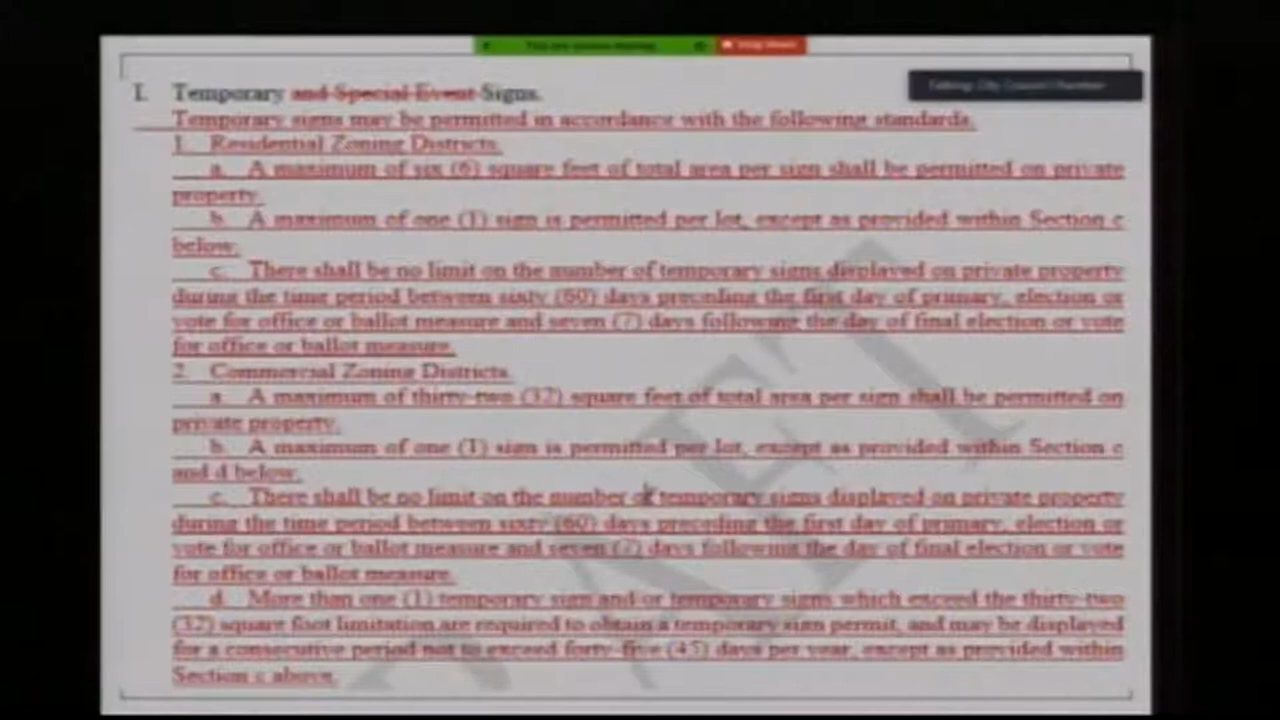 I. Temporary and Special Event Signs.
Temporary signs may be permitted in accordance with the following standards.
1. Residential Zoning Districts.
a. A maximum of six (6) square feet of total area per sign shall be permitted on private
property.
b. A maximum of one (1) sign is permitted per lot, except as provided within Section c
below.
c. There shall be no limit on the number of temporary signs displayed on private property
during the time period between sixty (60) days preceding the first day of primary, election or
vote for office or ballot measure and seven (7) days following the day of final election or vote
for office or ballot measure.
2. Commercial Zoning Districts.
a. A maximum of thirty-two (32) square feet of total area per sign shall be permitted on
private property.
b. A maximum of one (1) sign is permitted per lot, except as provided within Section c
and d below.
c. There shall be no limit on the number of temporary signs displayed on private property
during the time period between sixty (60) days preceding the first day of primary, election or
vote for office or ballot measure and seven (7) days following the day of final election or vote
for office or ballot measure.
d. More than one (1) temporary sign and/or temporary signs which exceed the thirty-two
(32) square foot limitation are required to obtain a temporary sign permit, and may be displayed
for a consecutive period not to exceed forty-five (45) days per year, except as provided within
Section c above.
DRAFT
Talking: City Council Chamber